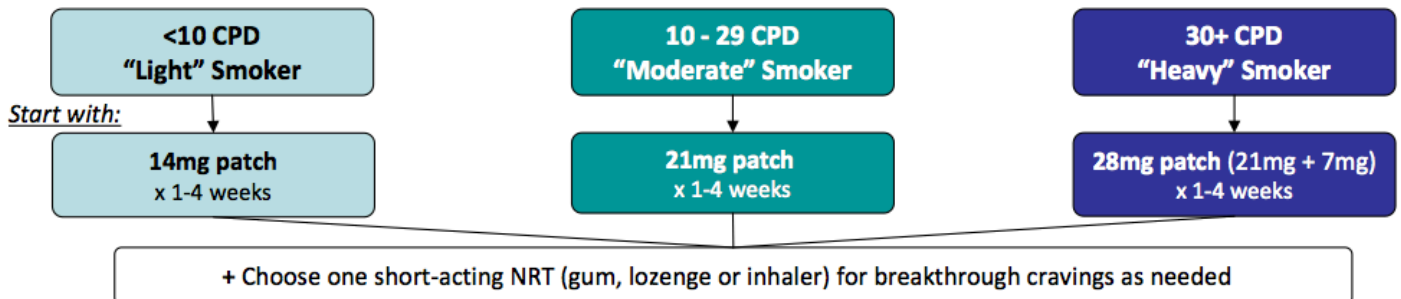 <10 CPD
“Light” Smoker
10 - 29 CPD
“Moderate” Smoker
30+ CPD
“Heavy” Smoker
Start with:
14mg patch
x 1-4 weeks
21mg patch
x 1-4 weeks
28mg patch (21mg + 7mg)
x 1-4 weeks
+ Choose one short-acting NRT (gum, lozenge or inhaler) for breakthrough cravings as needed